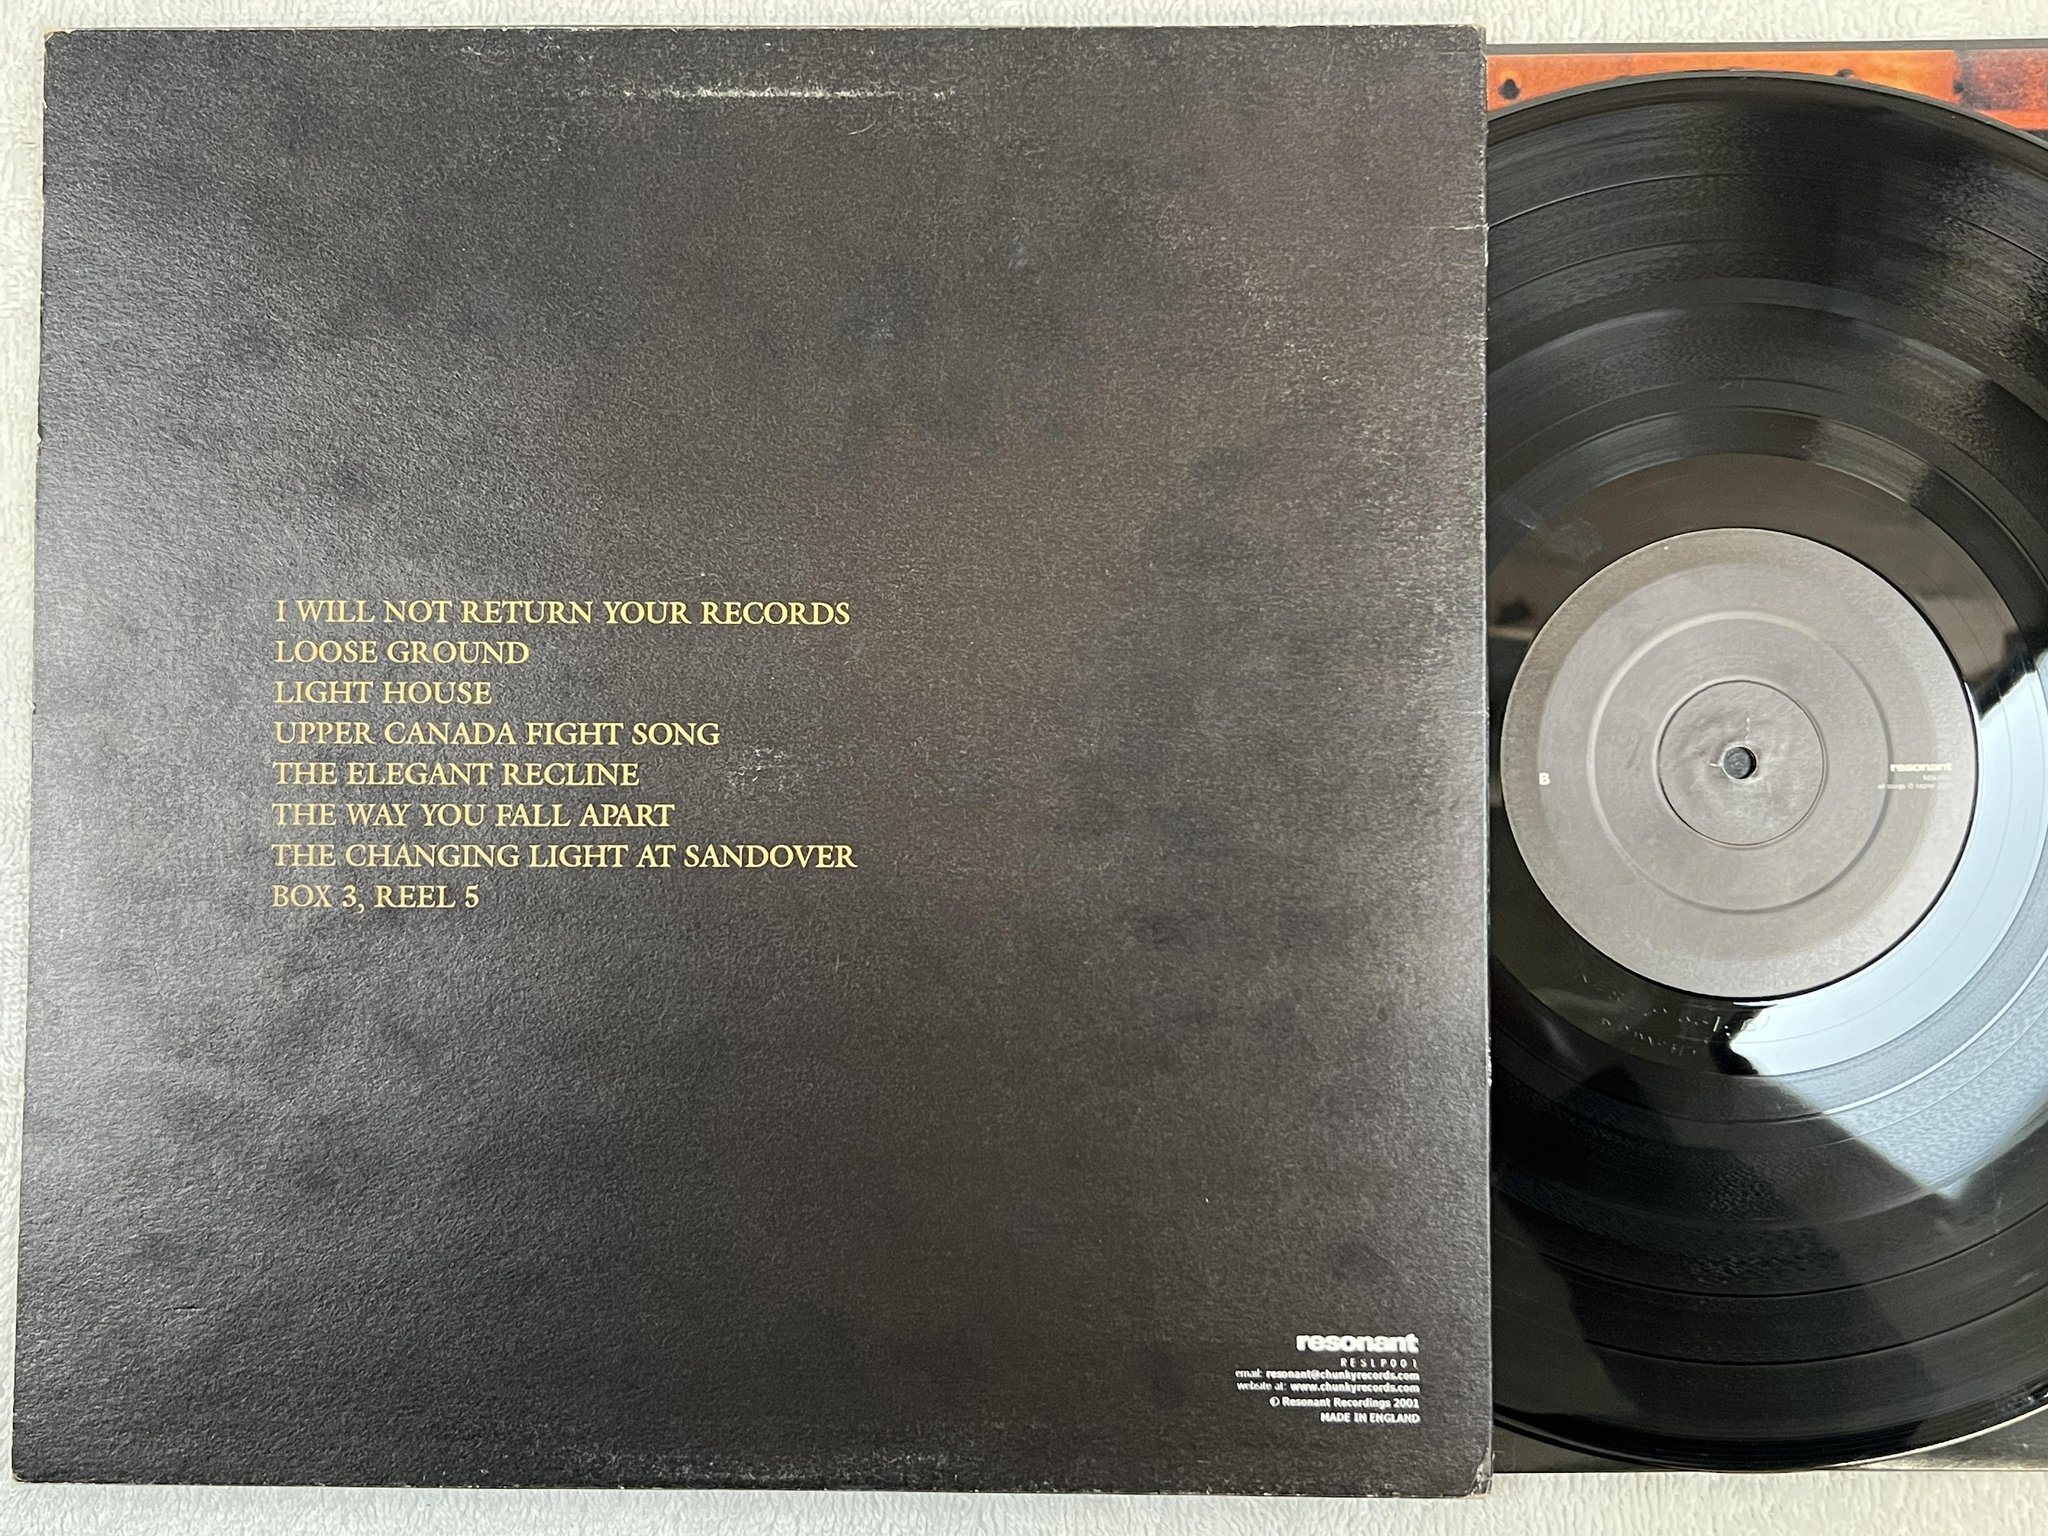 I WILL NOT RETURN YOUR RECORDS
LOOSE GROUND
LIGHT HOUSE
UPPER CANADA FIGHT SONG
THE ELEGANT RECLINE
THE WAY YOU FALL APART
THE CHANGING LIGHT AT SANDOVER
BOX 3, REEL 5
resonant
RESLP001
email: resonant@chunkyrecords.com
website at: www.chunkyrecords.com
© Resonant Recordings 2001
MADE IN ENGLAND
B
resonant